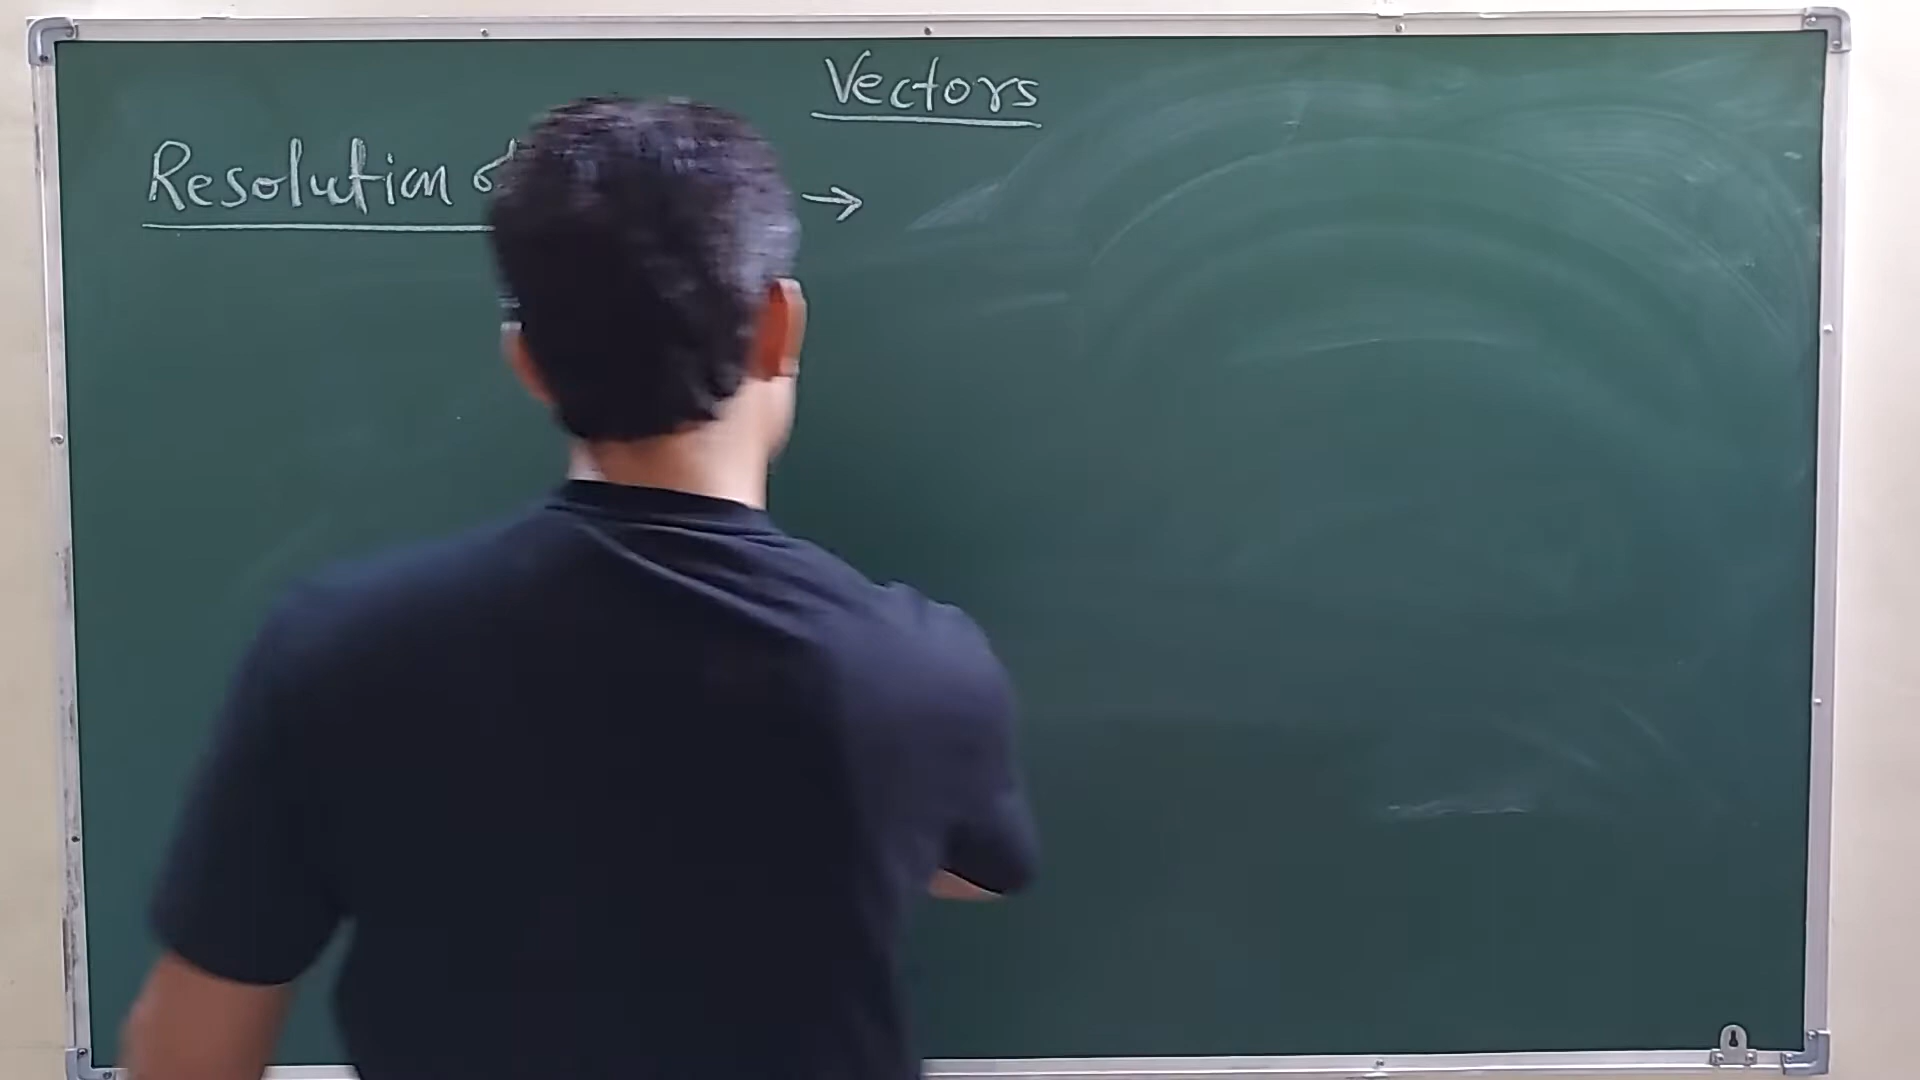 Vectors
Resolution →